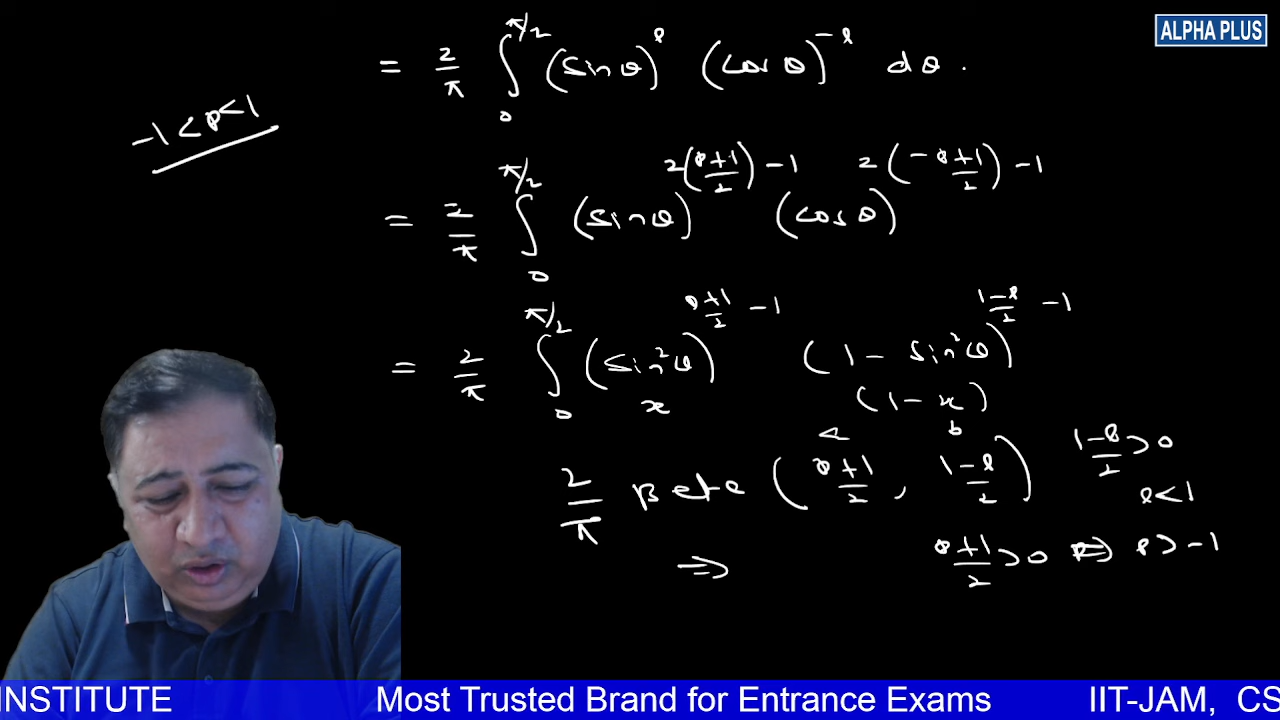 ALPHA PLUS
= 2/π ∫₀^π/2 (sin θ)^p (cos θ)^-p dθ.
-1 < p < 1
= 2/π ∫₀^π/2 (sin θ)^2(p+1/2)-1 (cos θ)^2(-p+1/2)-1
= 2/π ∫₀^π/2 (sin²θ)^p+1/2 -1 (1 - sin²θ)^1-p/2 -1
x (1 - x)
a b
2/π Beta (p+1/2, 1-p/2) 1-p/2 > 0
p < 1
⇒ p+1/2 > 0 ⇔ p > -1
INSTITUTE Most Trusted Brand for Entrance Exams IIT-JAM, CS